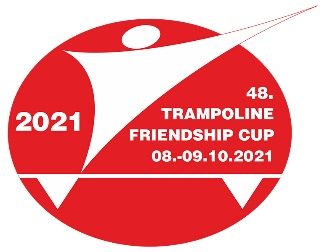 2021
48.
TRAMPOLINE
FRIENDSHIP CUP
08.-09.10.2021